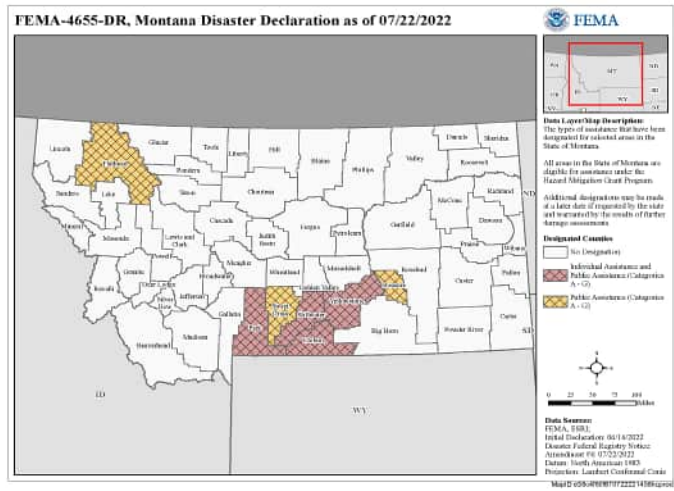 FEMA-4655-DR, Montana Disaster Declaration as of 07/22/2022
FEMA
MT
ND
ID
WY
Data Layer/Map Description:
The types of assistance that have been
designated for selected areas in the
State of Montana.
All areas in the State of Montana are
eligible for assistance under the
Hazard Mitigation Grant Program.
Additional designations may be made
at a later date if requested by the state
and warranted by the results of further
damage assessments.
Designated Counties
No Designation
Individual Assistance and
Public Assistance (Categories
A - G)
Public Assistance (Categories
A - G)
Lincoln
Flathead
Glacier
Toole
Liberty
Hill
Blaine
Phillips
Valley
Daniels
Sheridan
Roosevelt
Pondera
Teton
Chouteau
Sanders
Lake
Richland
McCone
Dawson
Garfield
Cascade
Judith
Basin
Fergus
Petroleum
Prairie
Wibaux
Mineral
Missoula
Lewis and
Clark
Powell
Meagher
Wheatland
Musselshell
Golden Valley
Rosebud
Custer
Fallon
Granite
Broadwater
Jefferson
Deer Lodge
Silver
Bow
Ravalli
Gallatin
Park
Sweet
Grass
Stillwater
Yellowstone
Treasure
Carbon
Big Horn
Powder River
Carter
Beaverhead
Madison
ND
SD
ID
WY
0 25 50 75 100
Miles
Data Sources:
FEMA, ESRI;
Initial Declaration: 06/16/2022
Disaster Federal Registry Notice:
Amendment #6: 07/22/2022
Datum: North American 1983
Projection: Lambert Conformal Conic